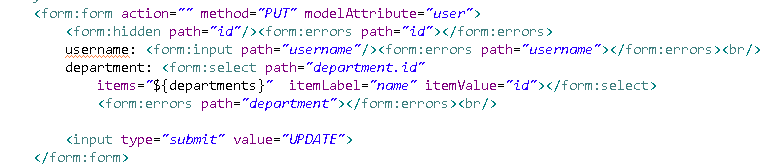 <form:form action="" method="PUT" modelAttribute="user">
<form:hidden path="id"/><form:errors path="id"></form:errors>
username: <form:input path="username"/><form:errors path="username"></form:errors><br/>
department: <form:select path="department.id"
items="${departments}"  itemLabel="name" itemValue="id"></form:select>
<form:errors path="department"></form:errors><br/>
<input type="submit" value="UPDATE">
</form:form>